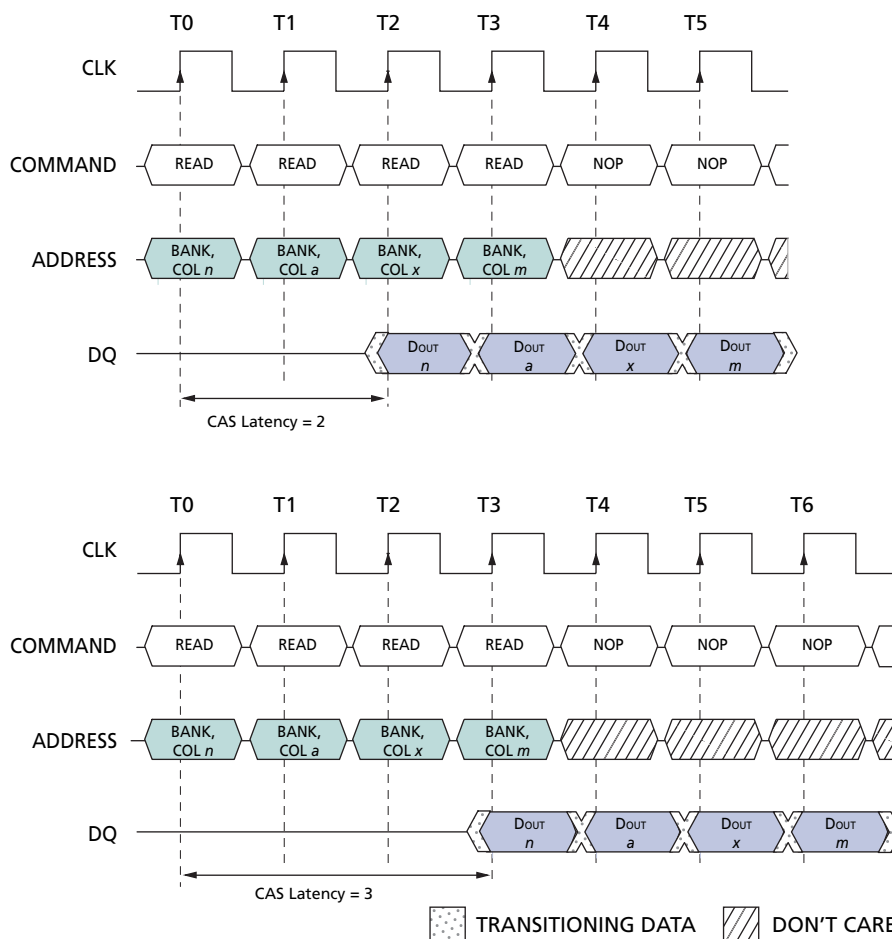 T0 T1 T2 T3 T4 T5
CLK
COMMAND READ READ READ READ NOP NOP
ADDRESS BANK, COL n BANK, COL a BANK, COL x BANK, COL m
DQ DOUT n DOUT a DOUT x DOUT m
CAS Latency = 2
T0 T1 T2 T3 T4 T5 T6
CLK
COMMAND READ READ READ READ NOP NOP NOP
ADDRESS BANK, COL n BANK, COL a BANK, COL x BANK, COL m
DQ DOUT n DOUT a DOUT x DOUT m
CAS Latency = 3
TRANSITIONING DATA DON'T CARE